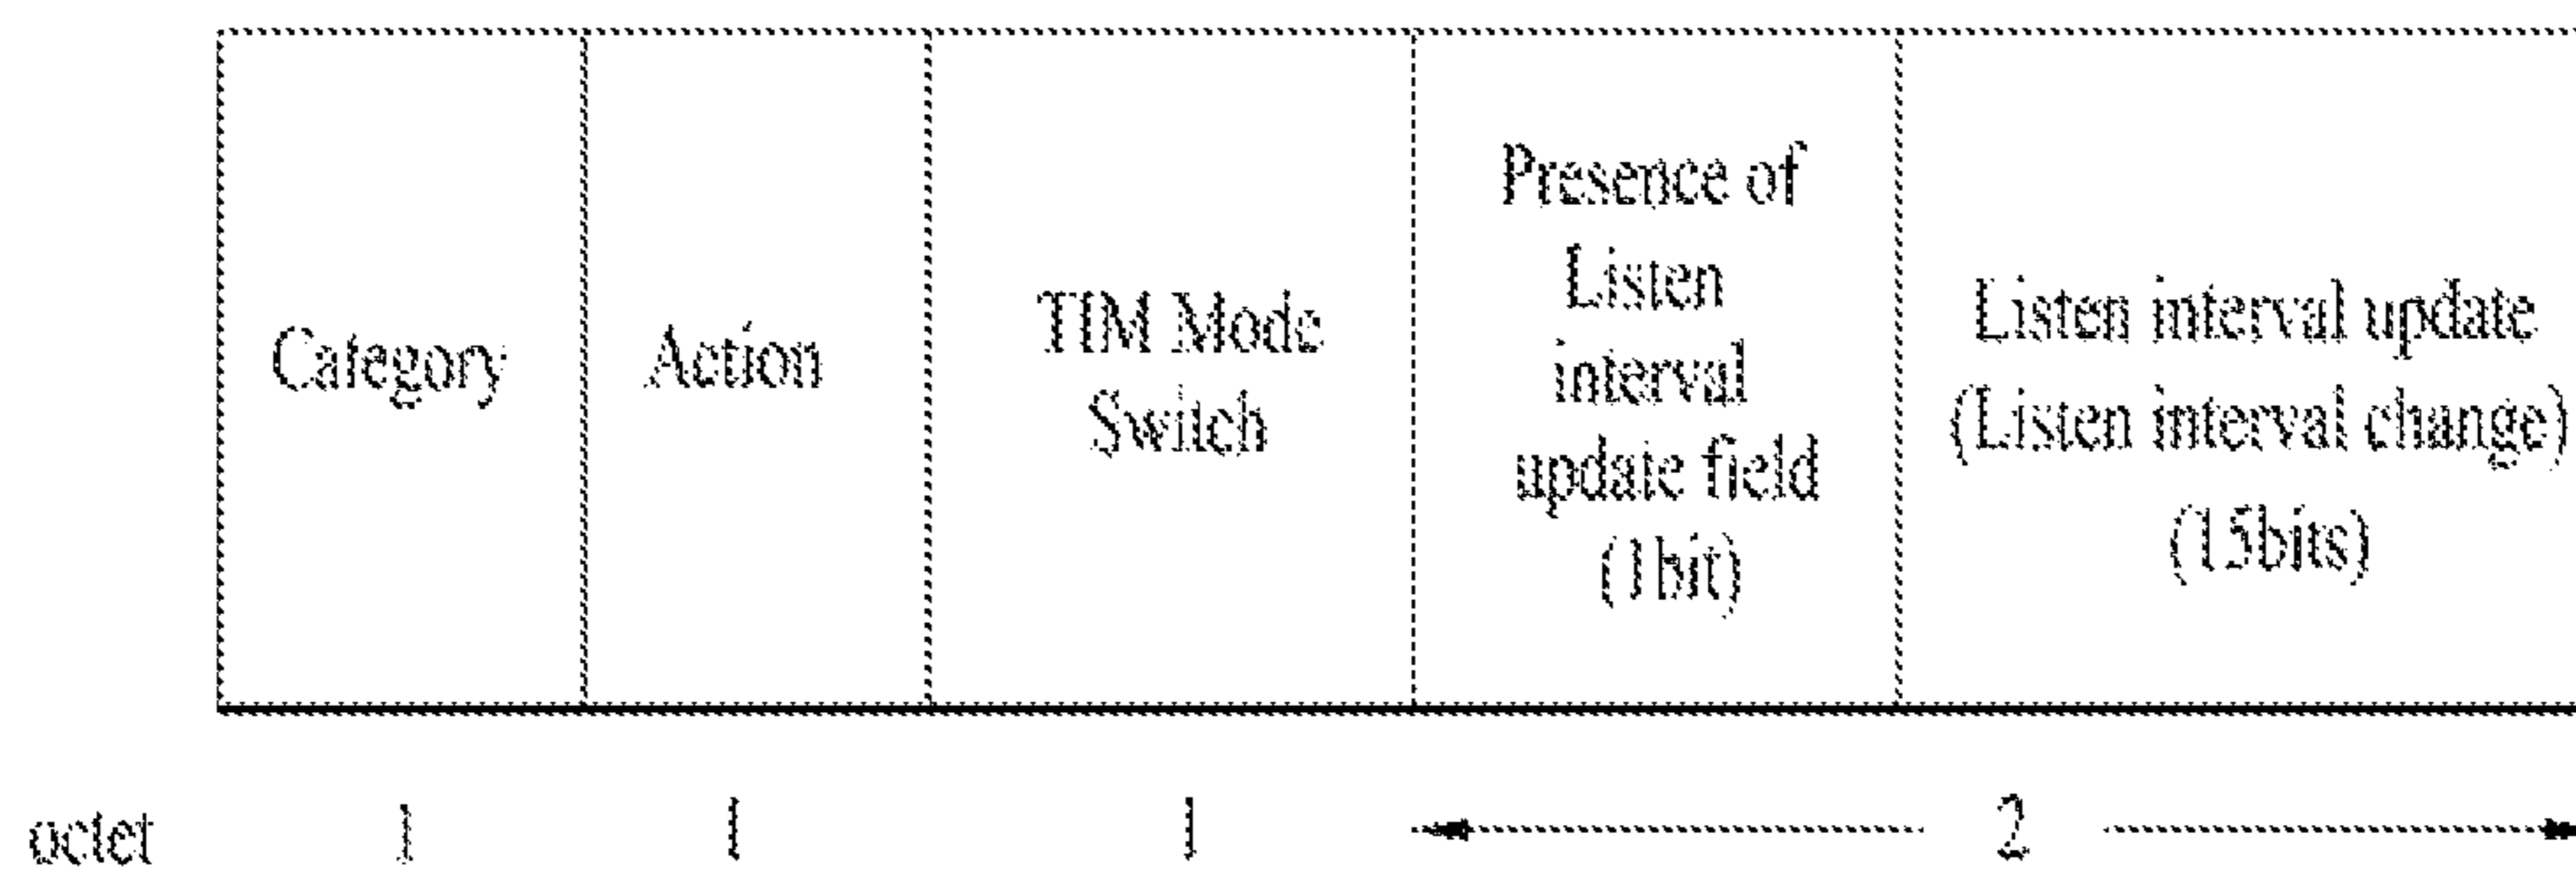 Category
Action
TIM Mode
Switch
Presence of
Listen
interval
update field
(1bit)
Listen interval update
(Listen interval change)
(15bits)
octet 1 1 1 2